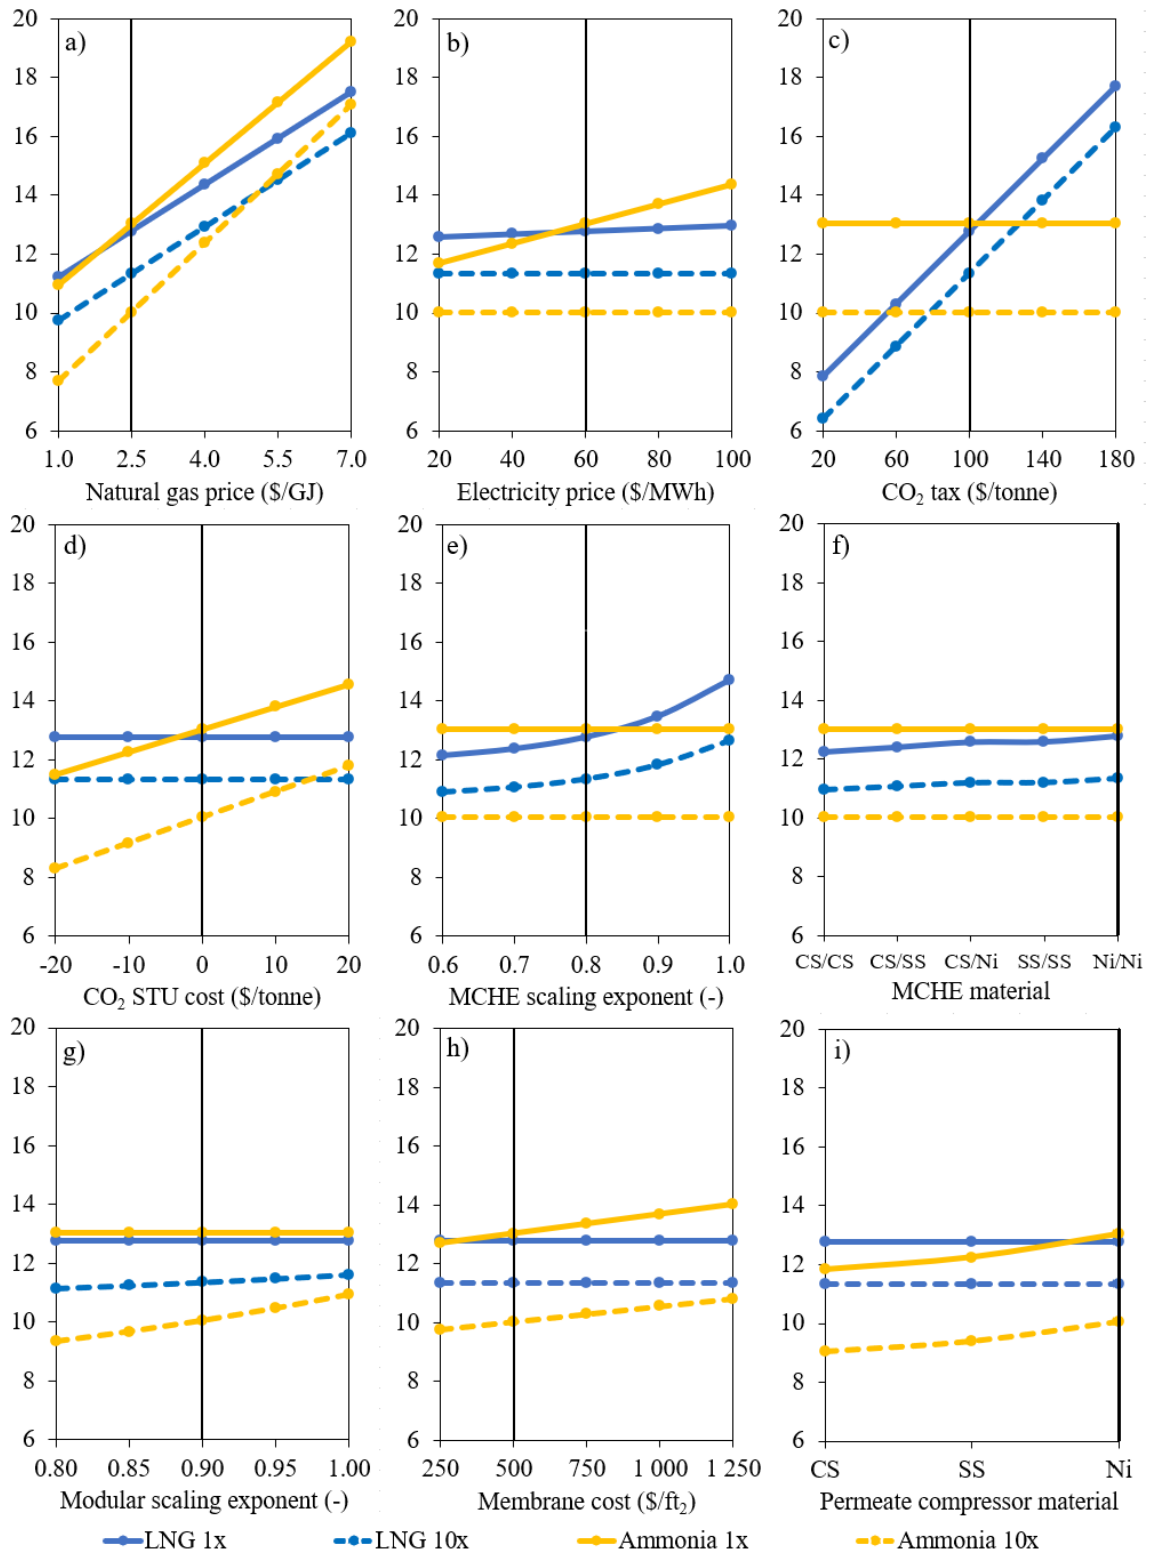 a)
20
18
16
14
12
10
8
6
1.0 2.5 4.0 5.5 7.0
Natural gas price ($/GJ)
b)
20
18
16
14
12
10
8
6
20 40 60 80 100
Electricity price ($/MWh)
c)
20
18
16
14
12
10
8
6
20 60 100 140 180
CO₂ tax ($/tonne)
d)
20
18
16
14
12
10
8
6
-20 -10 0 10 20
CO₂ STU cost ($/tonne)
e)
20
18
16
14
12
10
8
6
0.6 0.7 0.8 0.9 1.0
MCHE scaling exponent (-)
f)
20
18
16
14
12
10
8
6
CS/CS CS/SS CS/Ni SS/SS Ni/Ni
MCHE material
g)
20
18
16
14
12
10
8
6
0.80 0.85 0.90 0.95 1.00
Modular scaling exponent (-)
h)
20
18
16
14
12
10
8
6
250 500 750 1 000 1 250
Membrane cost ($/ft₂)
i)
20
18
16
14
12
10
8
6
CS SS Ni
Permeate compressor material
LNG 1x LNG 10x Ammonia 1x Ammonia 10x